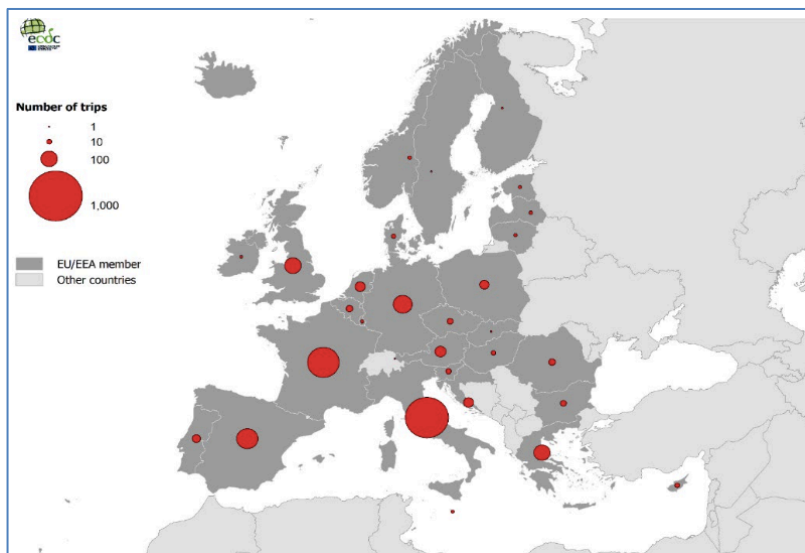 ecdc
Number of trips
1
10
100
1,000
EU/EEA member
Other countries